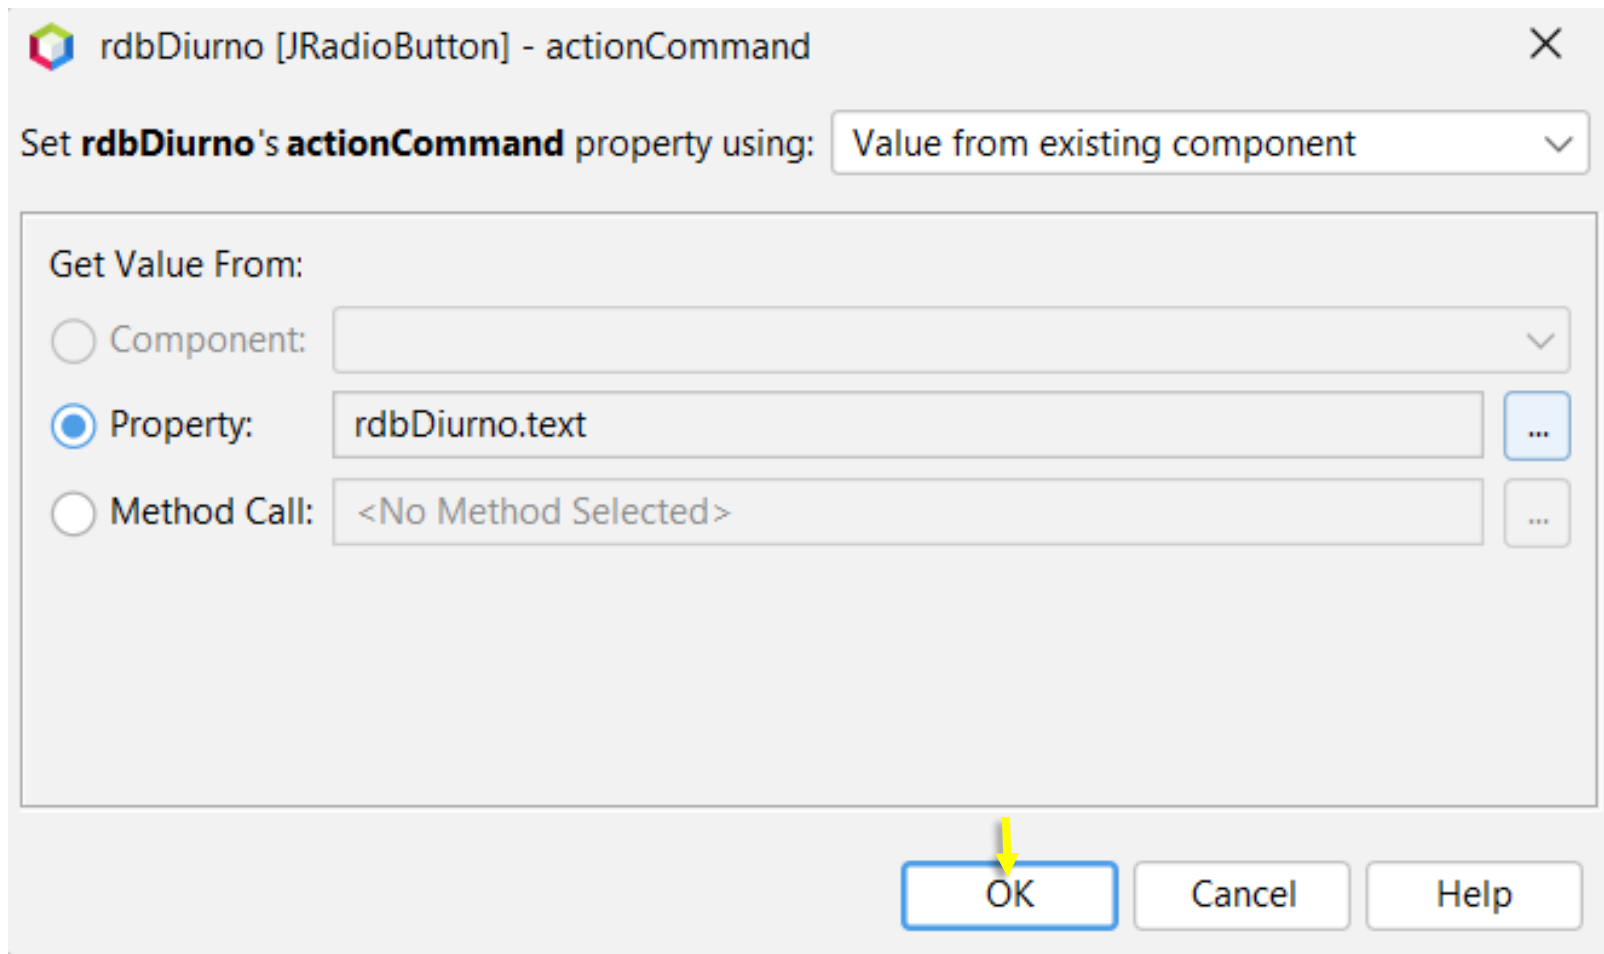 rdbDiurno [JRadioButton] - actionCommand
Set rdbDiurno's actionCommand property using: Value from existing component
Get Value From:
Component:
Property: rdbDiurno.text ...
Method Call: <No Method Selected> ...
OK Cancel Help